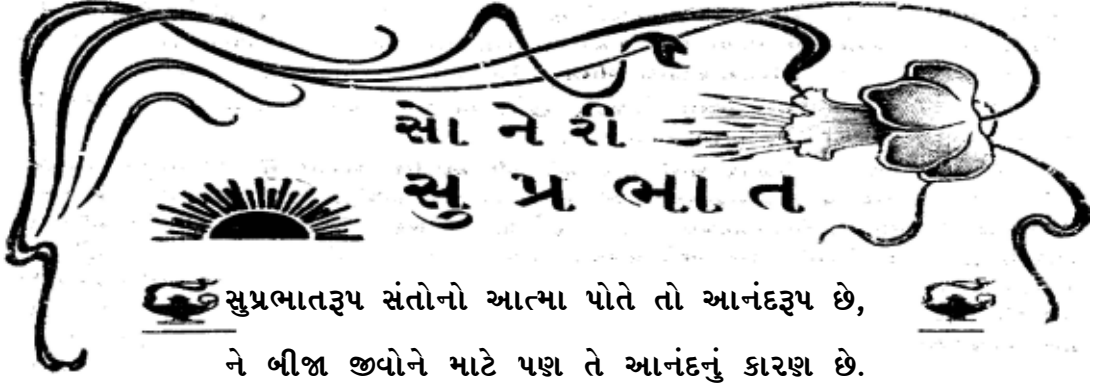 સોનેરી
સુપ્રભાત
સુપ્રભાતરૂપ સંતોનો આત્મા પોતે તો આનંદરૂપ છે,
ને બીજા જીવોને માટે પણ તે આનંદનું કારણ છે.